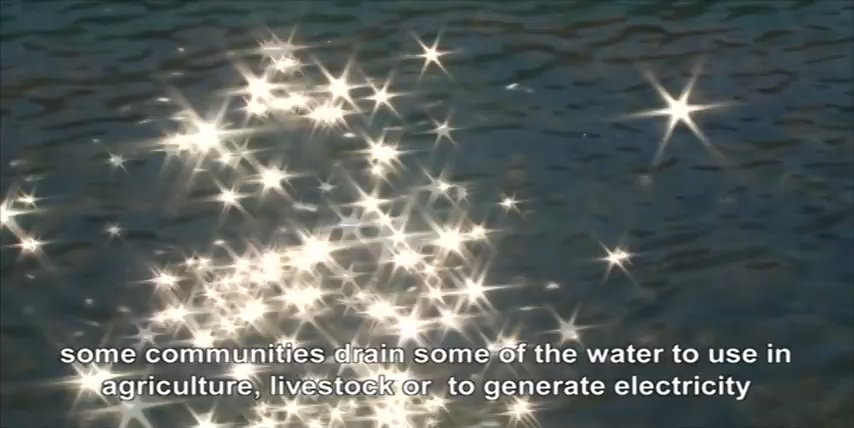 some communities drain some of the water to use in
agriculture, livestock or  to generate electricity